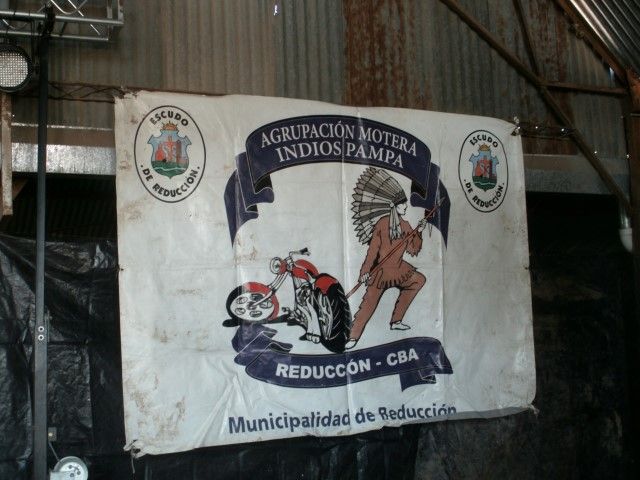 ESCUDO
DE REDUCCIÓN.
AGRUPACIÓN MOTERA
INDIOS PAMPA
ESCUDO
DE REDUCCIÓN.
REDUCCÓN - CBA
Municipalidad de Reducción